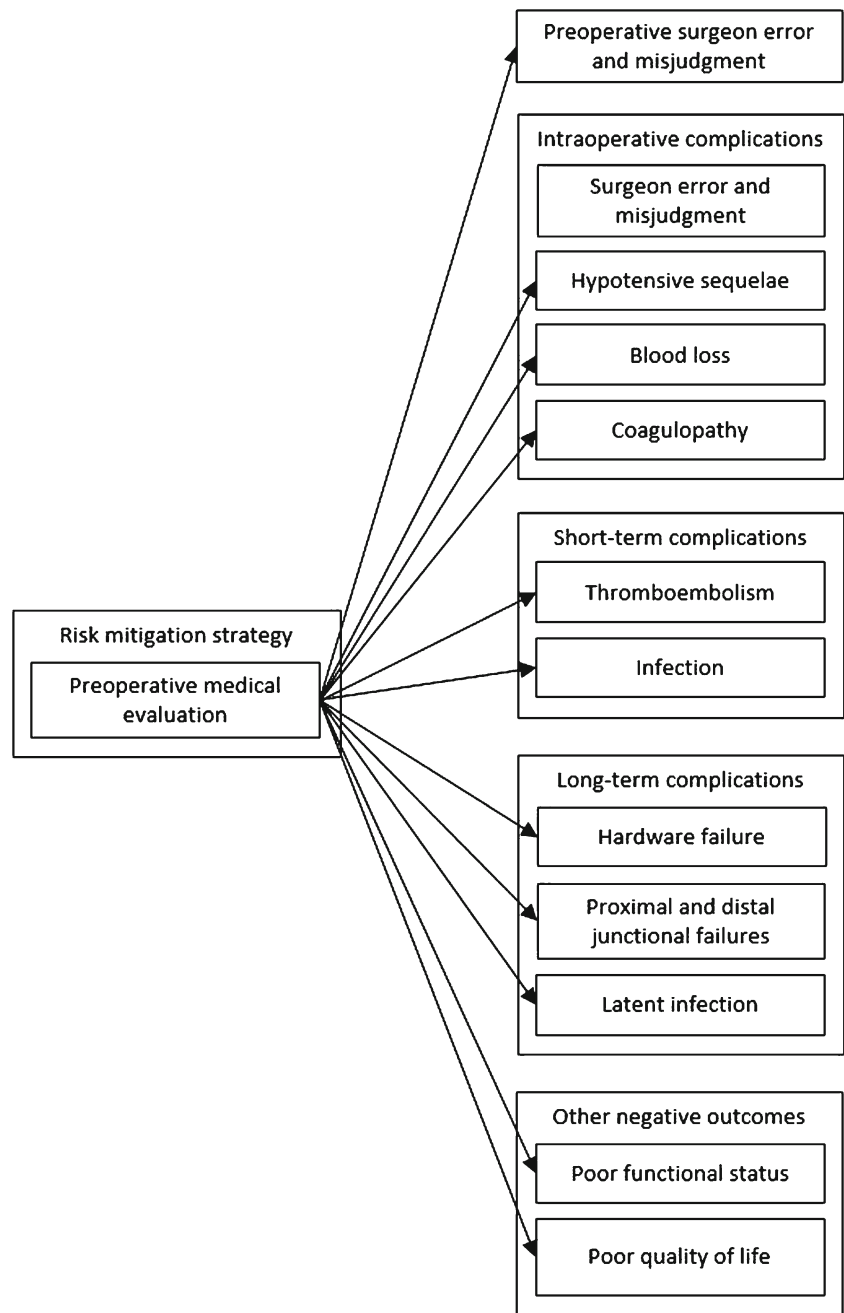 Preoperative surgeon error
and misjudgment
Intraoperative complications
Surgeon error and
misjudgment
Hypotensive sequelae
Blood loss
Coagulopathy
Short-term complications
Thromboembolism
Infection
Risk mitigation strategy
Preoperative medical
evaluation
Long-term complications
Hardware failure
Proximal and distal
junctional failures
Latent infection
Other negative outcomes
Poor functional status
Poor quality of life